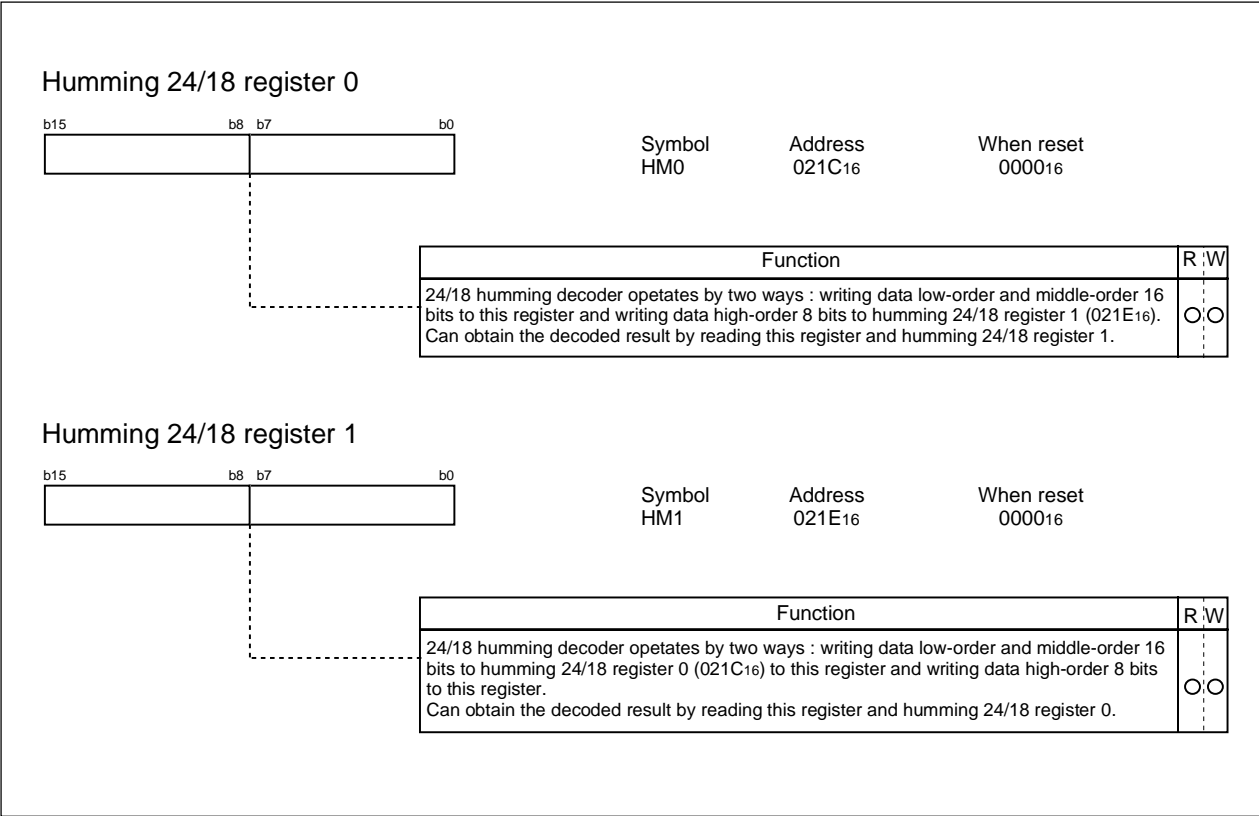 Humming 24/18 register 0
b15 b8 b7 b0
Symbol Address When reset
HM0 021C16 000016
Function R W
24/18 humming decoder opetates by two ways : writing data low-order and middle-order 16
bits to this register and writing data high-order 8 bits to humming 24/18 register 1 (021E16).
Can obtain the decoded result by reading this register and humming 24/18 register 1.
Humming 24/18 register 1
b15 b8 b7 b0
Symbol Address When reset
HM1 021E16 000016
Function R W
24/18 humming decoder opetates by two ways : writing data low-order and middle-order 16
bits to humming 24/18 register 0 (021C16) to this register and writing data high-order 8 bits
to this register.
Can obtain the decoded result by reading this register and humming 24/18 register 0.